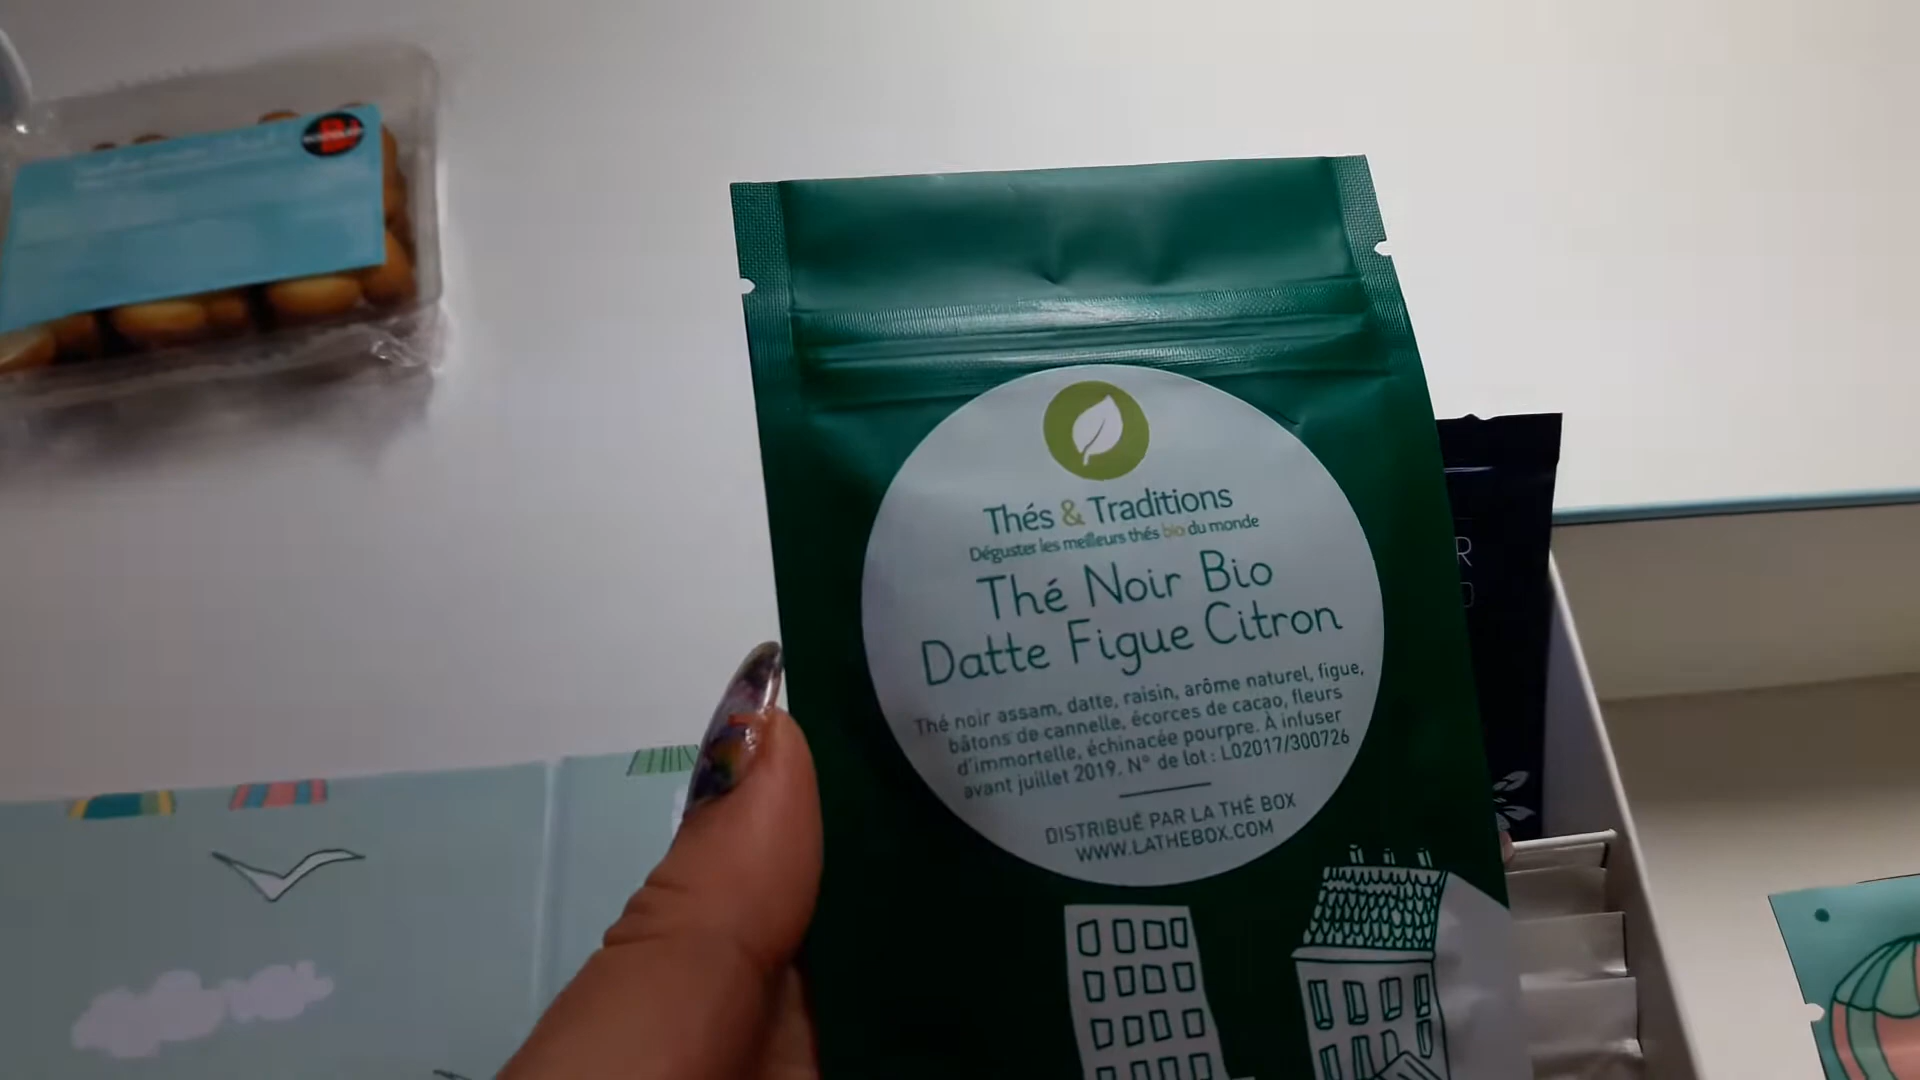 Thés & Traditions
Déguster les meilleurs thés bio du monde
Thé Noir Bio
Datte Figue Citron
Thé noir assam, datte, raisin, arôme naturel, figue,
bâtons de cannelle, écorces de cacao, fleurs
d'immortelle, échinacée pourpre. À infuser
avant juillet 2019. N° de lot : L02017/300726
DISTRIBUÉ PAR LA THÉ BOX
WWW.LATHEBOX.COM
R